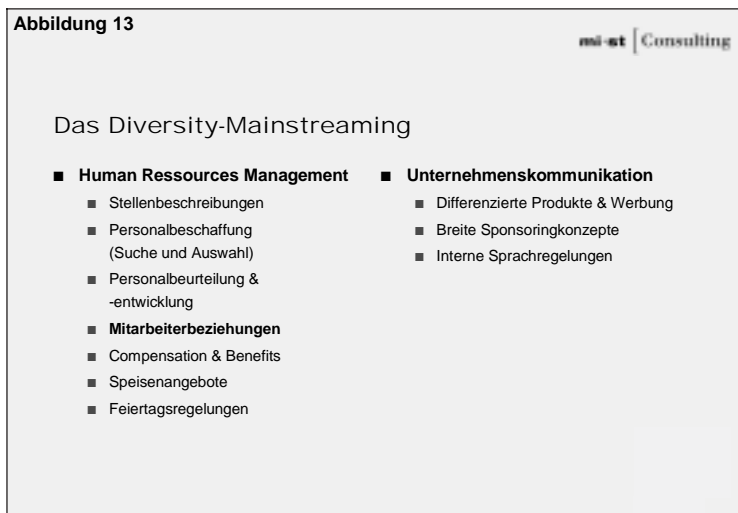 Abbildung 13
mi-st [ Consulting
Das Diversity-Mainstreaming
■ Human Ressources Management
■ Stellenbeschreibungen
■ Personalbeschaffung
(Suche und Auswahl)
■ Personalbeurteilung &
-entwicklung
■ Mitarbeiterbeziehungen
■ Compensation & Benefits
■ Speisenangebote
■ Feiertagsregelungen
■ Unternehmenskommunikation
■ Differenzierte Produkte & Werbung
■ Breite Sponsoringkonzepte
■ Interne Sprachregelungen